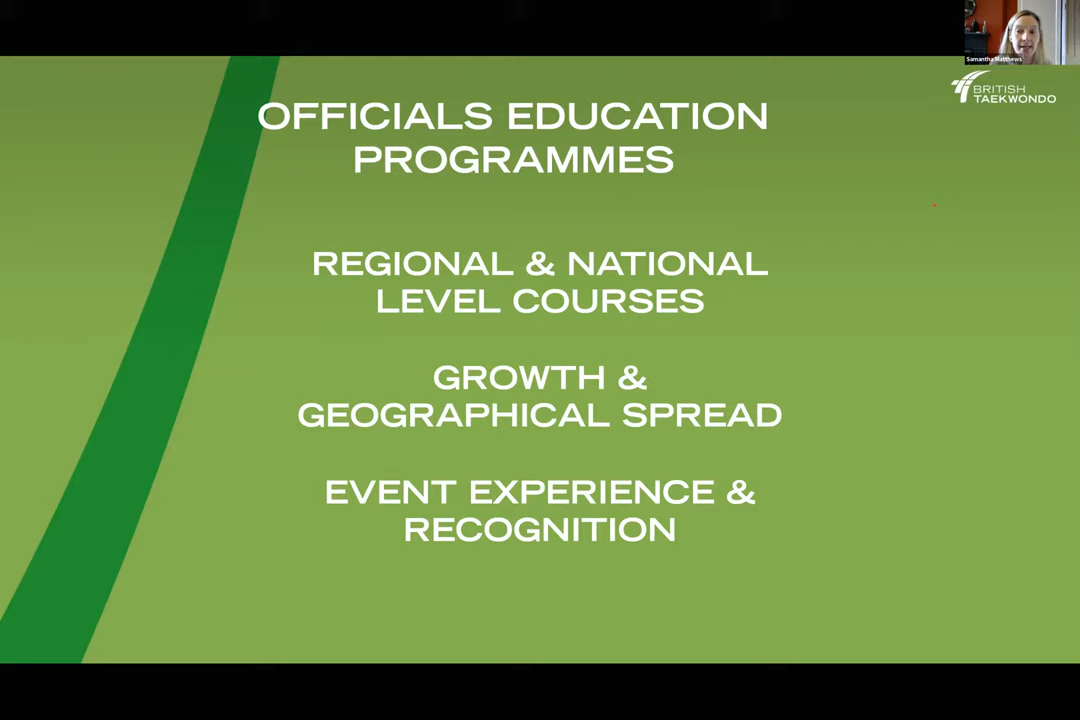 Samantha Matthews
BRITISH
TAEKWONDO
OFFICIALS EDUCATION
PROGRAMMES
REGIONAL & NATIONAL
LEVEL COURSES
GROWTH &
GEOGRAPHICAL SPREAD
EVENT EXPERIENCE &
RECOGNITION